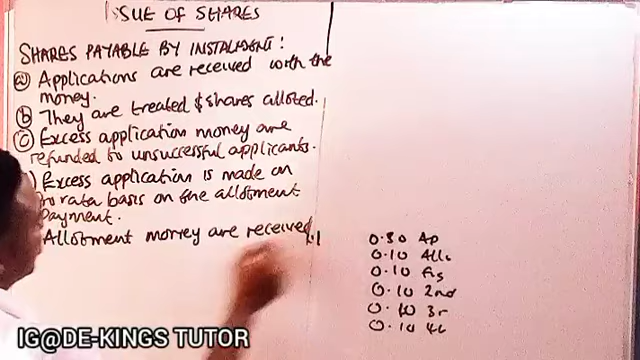 ISSUE OF SHARES
SHARES PAYABLE BY INSTALMENT:
(a) Applications are received with the
money.
(b) They are treated & shares alloted.
(c) Excess application money are
refunded to unsuccessful applicants.
) Excess application is made on
rata basis on the allotment
payment.
Allotment money are received
0.50 Ap
0.10 Allo
0.10 fis
0.10 2nd
0.10 3r
0.10 4t
IG@DE-KINGS TUTOR